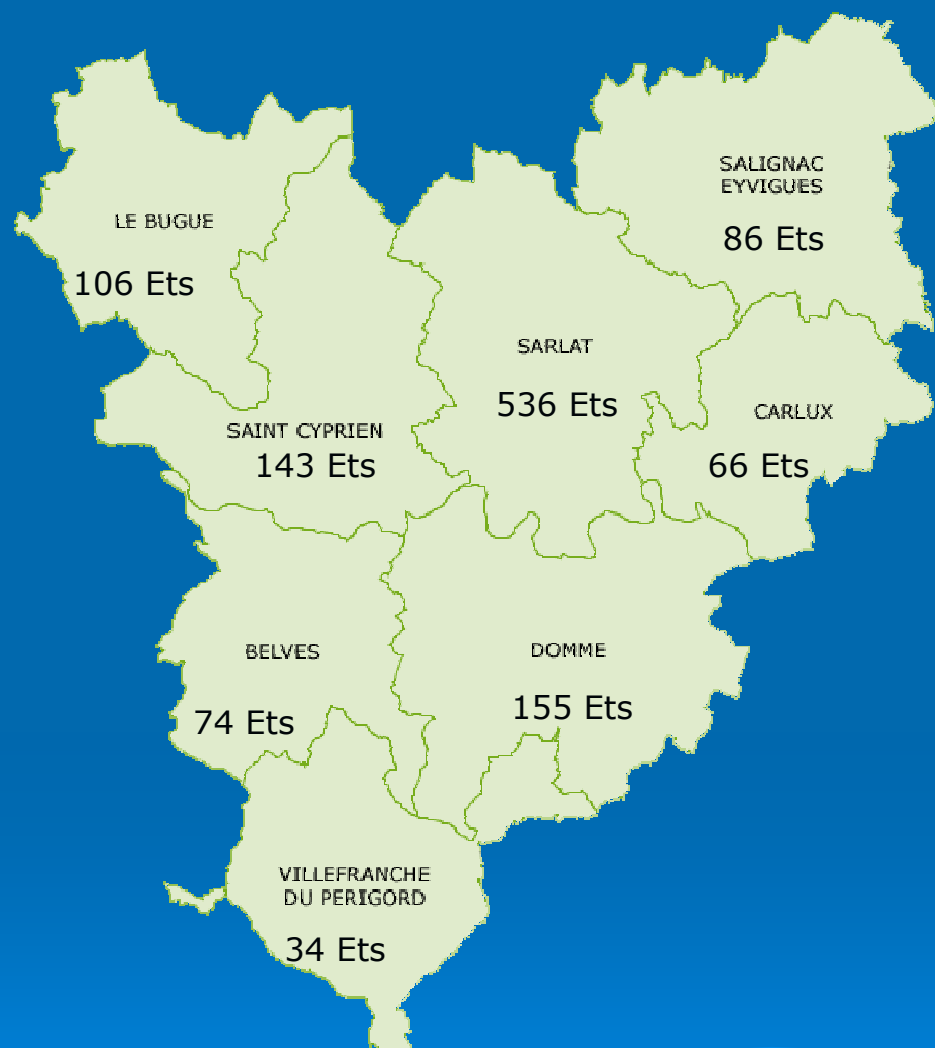 SALIGNAC
EYVIGUES
86 Ets
LE BUGUE
106 Ets
SARLAT
536 Ets
CARLUX
66 Ets
SAINT CYPRIEN
143 Ets
BELVES
74 Ets
DOMME
155 Ets
VILLEFRANCHE
DU PERIGORD
34 Ets